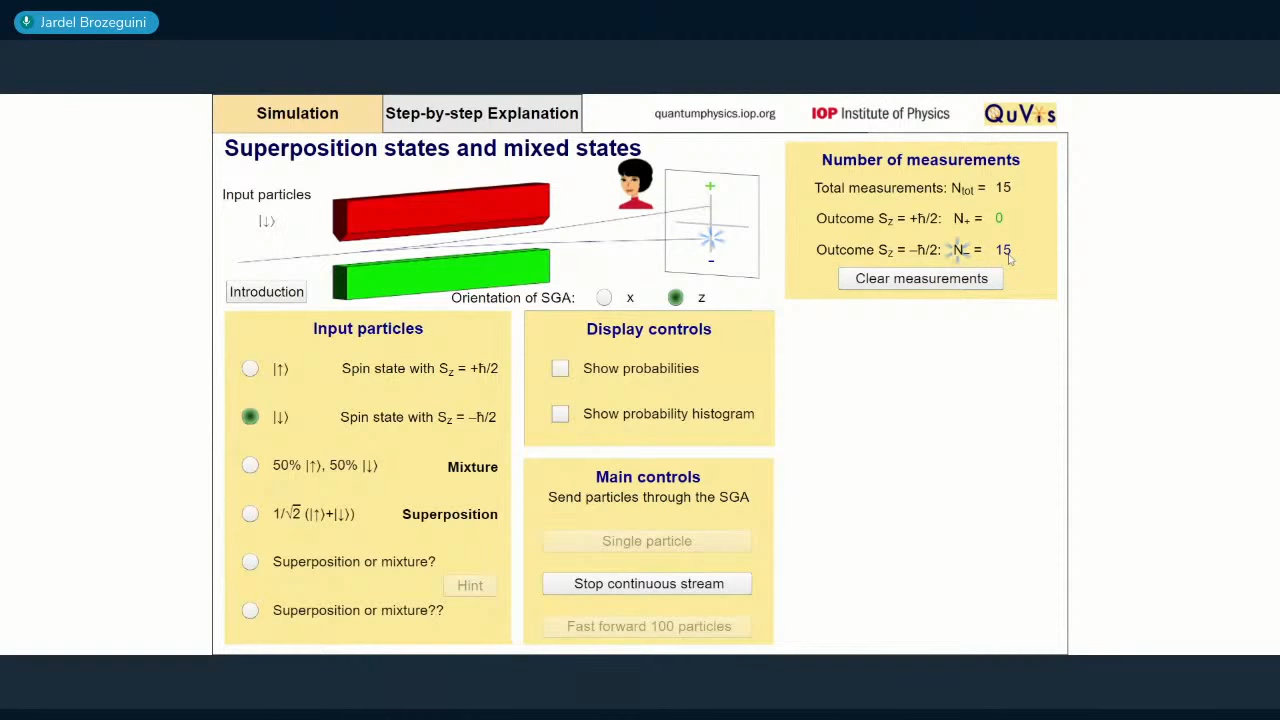 Jardel Brozeguini
Simulation
Step-by-step Explanation
quantumphysics.iop.org
IOP Institute of Physics
QuVis
Superposition states and mixed states
Input particles
|↓⟩
+
-
Introduction
Orientation of SGA:
x
z
Number of measurements
Total measurements: Ntot = 15
Outcome Sz = +ħ/2: N+ = 0
Outcome Sz = –ħ/2: N– = 15
Clear measurements
Input particles
|↑⟩ Spin state with Sz = +ħ/2
|↓⟩ Spin state with Sz = –ħ/2
50% |↑⟩, 50% |↓⟩ Mixture
1/√2 (|↑⟩+|↓⟩) Superposition
Superposition or mixture?
Hint
Superposition or mixture??
Display controls
Show probabilities
Show probability histogram
Main controls
Send particles through the SGA
Single particle
Stop continuous stream
Fast forward 100 particles